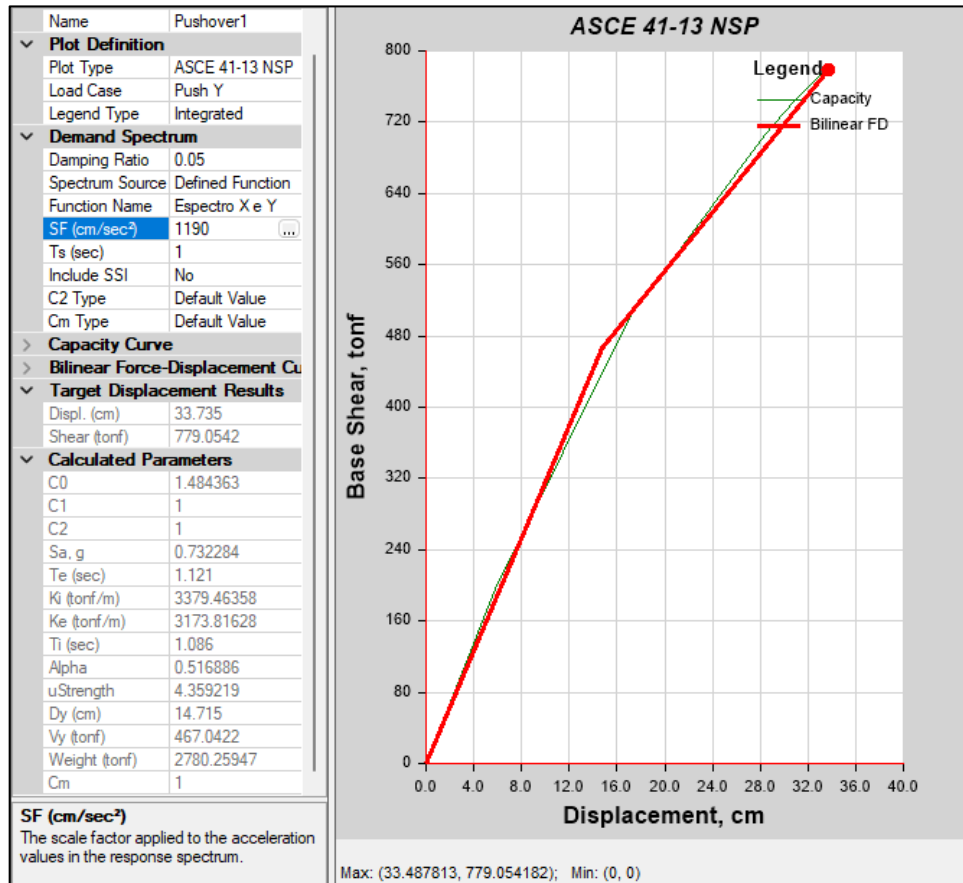 Name Pushover1
Plot Definition
Plot Type ASCE 41-13 NSP
Load Case Push Y
Legend Type Integrated
Demand Spectrum
Damping Ratio 0.05
Spectrum Source Defined Function
Function Name Espectro X e Y
SF (cm/sec²) 1190 ...
Ts (sec) 1
Include SSI No
C2 Type Default Value
Cm Type Default Value
Capacity Curve
Bilinear Force-Displacement Cu
Target Displacement Results
Displ. (cm) 33.735
Shear (tonf) 779.0542
Calculated Parameters
C0 1.484363
C1 1
C2 1
Sa, g 0.732284
Te (sec) 1.121
Ki (tonf/m) 3379.46358
Ke (tonf/m) 3173.81628
Ti (sec) 1.086
Alpha 0.516886
uStrength 4.359219
Dy (cm) 14.715
Vy (tonf) 467.0422
Weight (tonf) 2780.25947
Cm 1
SF (cm/sec²)
The scale factor applied to the acceleration
values in the response spectrum.
ASCE 41-13 NSP
Legend
Capacity
Bilinear FD
800
720
640
560
480
400
320
240
160
80
0
Base Shear, tonf
0.0 4.0 8.0 12.0 16.0 20.0 24.0 28.0 32.0 36.0 40.0
Displacement, cm
Max: (33.487813, 779.054182); Min: (0, 0)